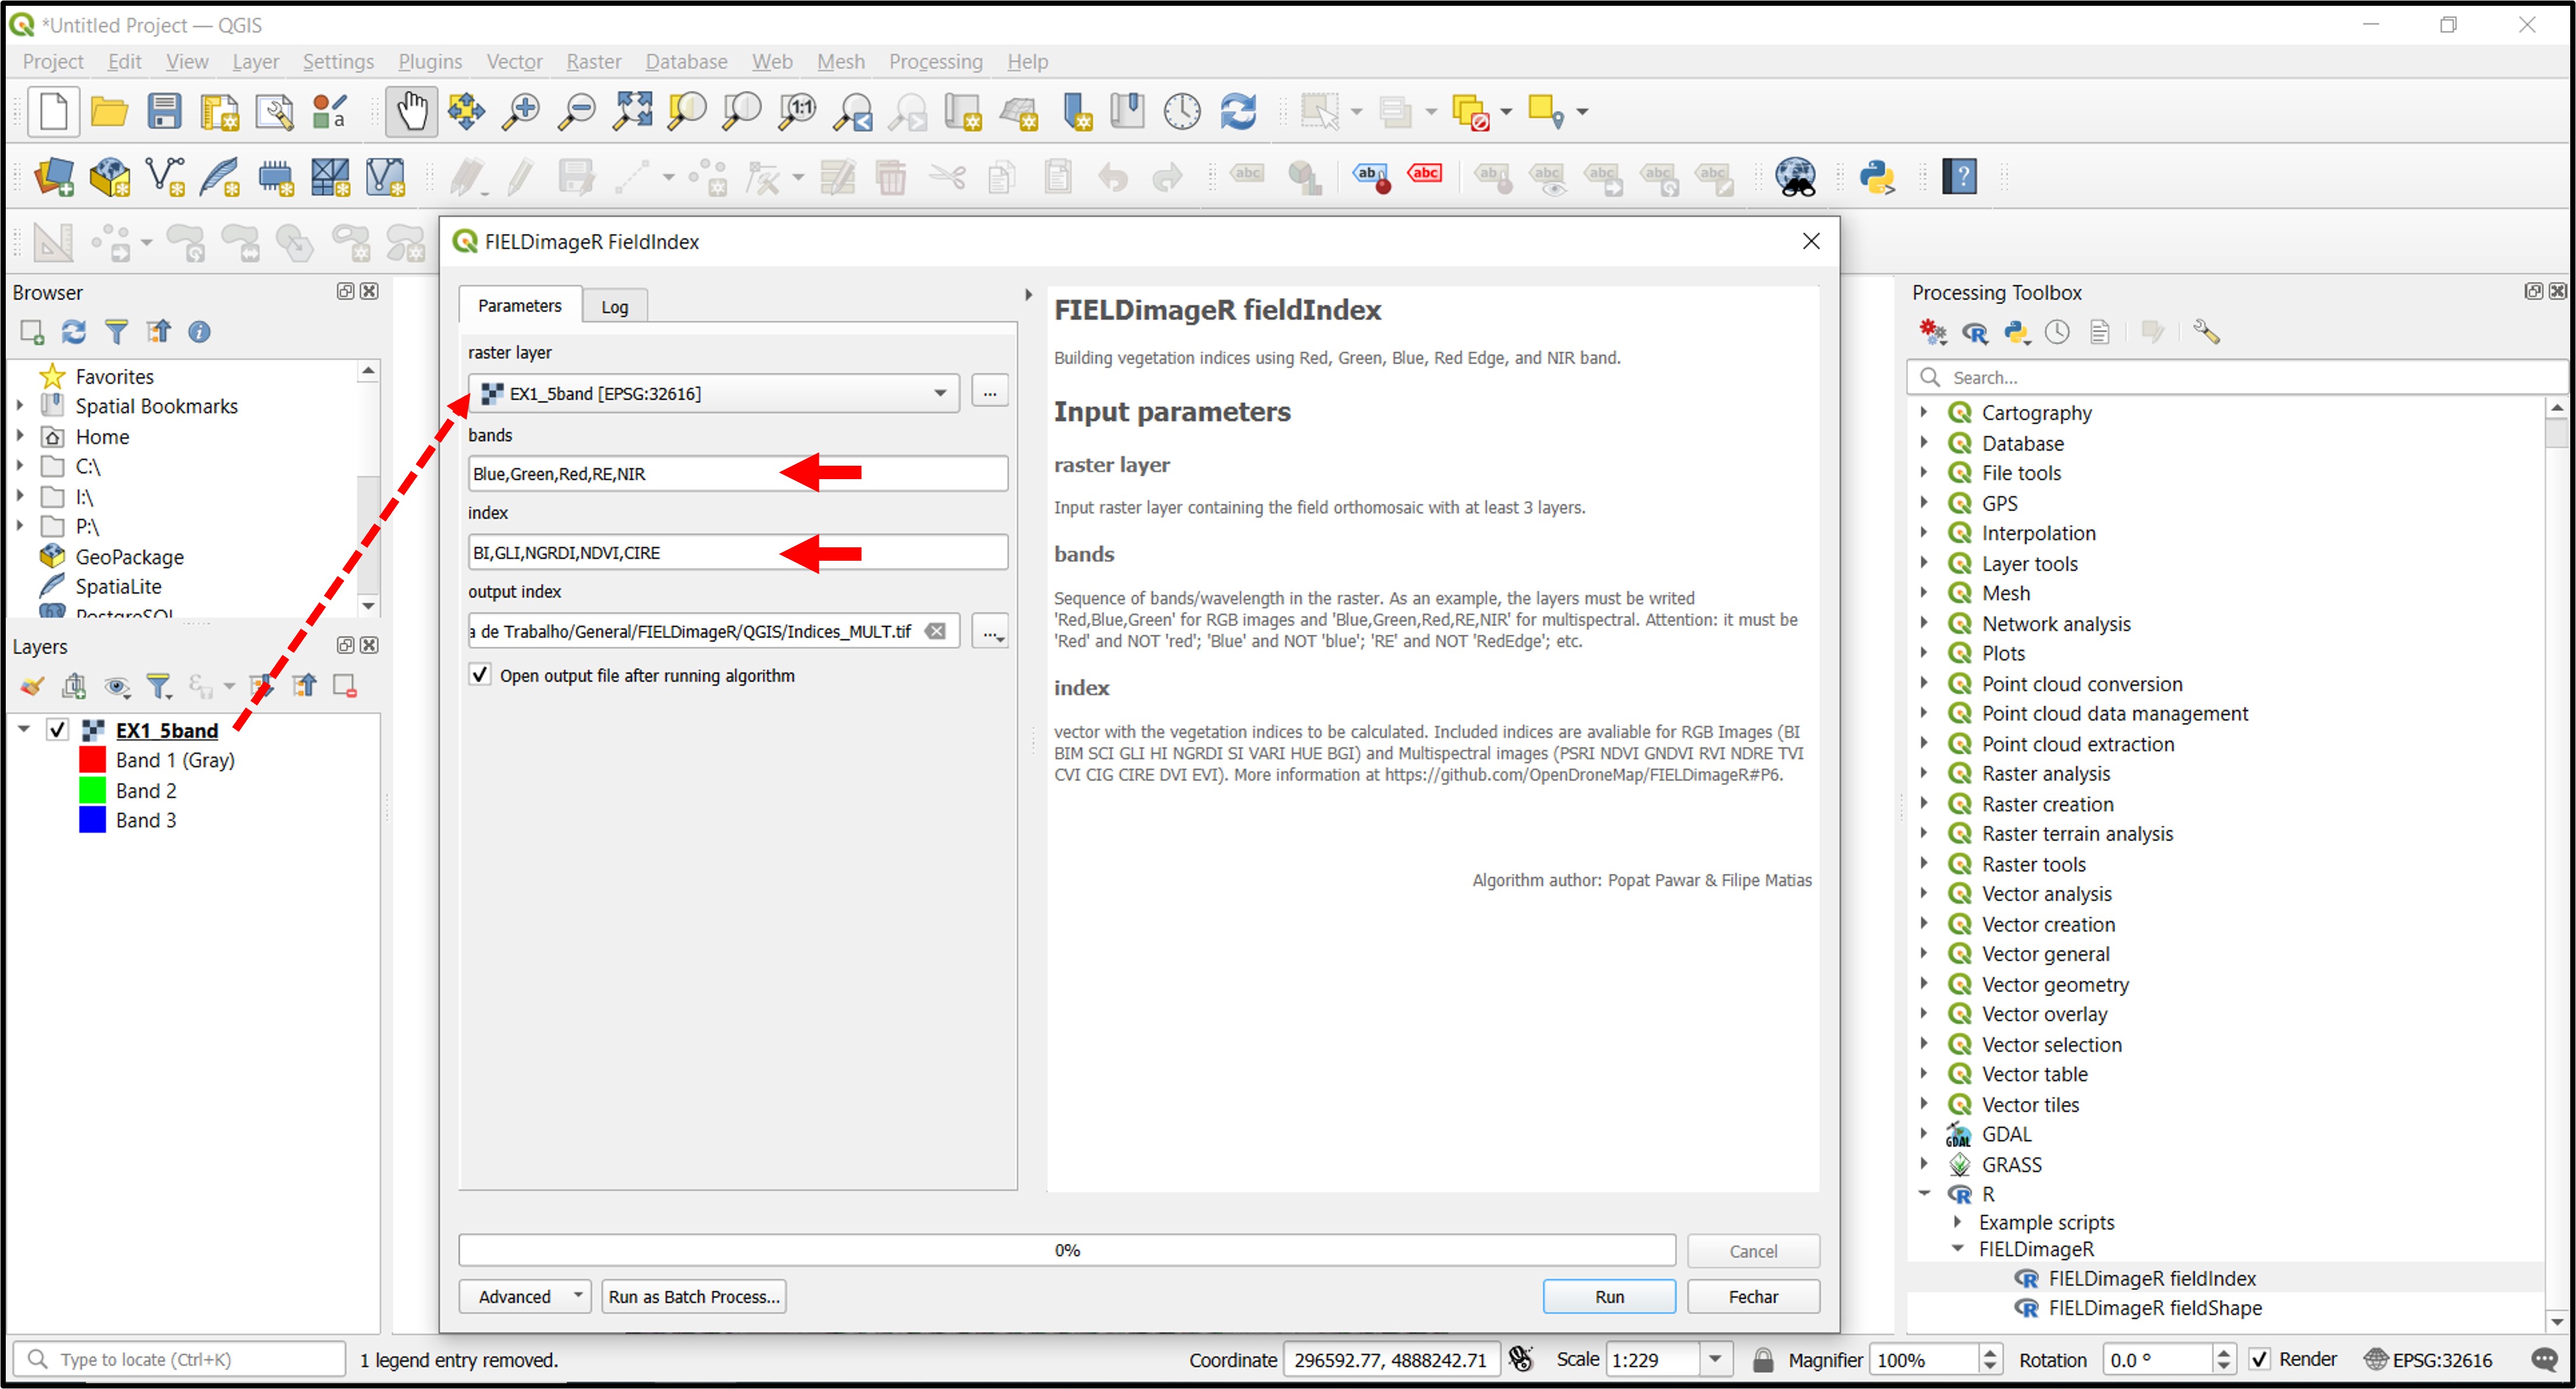 *Untitled Project — QGIS
Project Edit View Layer Settings Plugins Vector Raster Database Web Mesh Processing Help
FIELDimageR FieldIndex
Parameters
Log
raster layer
EX1_5band [EPSG:32616]
...
bands
Blue,Green,Red,RE,NIR
index
BI,GLI,NGRDI,NDVI,CIRE
output index
a de Trabalho/General/FIELDimageR/QGIS/Indices_MULT.tif
...
Open output file after running algorithm
FIELDimageR fieldIndex
Building vegetation indices using Red, Green, Blue, Red Edge, and NIR band.
Input parameters
raster layer
Input raster layer containing the field orthomosaic with at least 3 layers.
bands
Sequence of bands/wavelength in the raster. As an example, the layers must be writed
'Red,Blue,Green' for RGB images and 'Blue,Green,Red,RE,NIR' for multispectral. Attention: it must be
'Red' and NOT 'red'; 'Blue' and NOT 'blue'; 'RE' and NOT 'RedEdge'; etc.
index
vector with the vegetation indices to be calculated. Included indices are avaliable for RGB Images (BI
BIM SCI GLI HI NGRDI SI VARI HUE BGI) and Multispectral images (PSRI NDVI GNDVI RVI NDRE TVI
CVI CIG CIRE DVI EVI). More information at https://github.com/OpenDroneMap/FIELDimageR#P6.
Algorithm author: Popat Pawar & Filipe Matias
0%
Cancel
Advanced
Run as Batch Process...
Run
Fechar
Browser
Favorites
Spatial Bookmarks
Home
C:\
I:\
P:\
GeoPackage
SpatiaLite
PostgreSQL
Layers
EX1_5band
Band 1 (Gray)
Band 2
Band 3
Processing Toolbox
Search...
Cartography
Database
File tools
GPS
Interpolation
Layer tools
Mesh
Network analysis
Plots
Point cloud conversion
Point cloud data management
Point cloud extraction
Raster analysis
Raster creation
Raster terrain analysis
Raster tools
Vector analysis
Vector creation
Vector general
Vector geometry
Vector overlay
Vector selection
Vector table
Vector tiles
GDAL
GRASS
R
Example scripts
FIELDimageR
FIELDimageR fieldIndex
FIELDimageR fieldShape
Type to locate (Ctrl+K)
1 legend entry removed.
Coordinate 296592.77, 4888242.71
Scale 1:229
Magnifier 100%
Rotation 0.0 °
Render
EPSG:32616